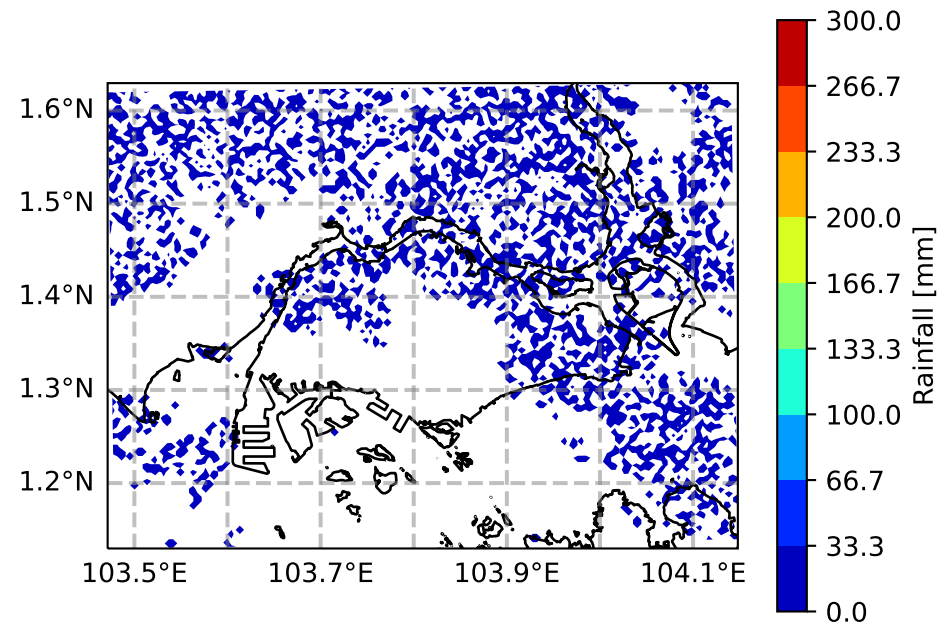 1.6°N
1.5°N
1.4°N
1.3°N
1.2°N
103.5°E
103.7°E
103.9°E
104.1°E
300.0
266.7
233.3
200.0
166.7
133.3
100.0
66.7
33.3
0.0
Rainfall [mm]